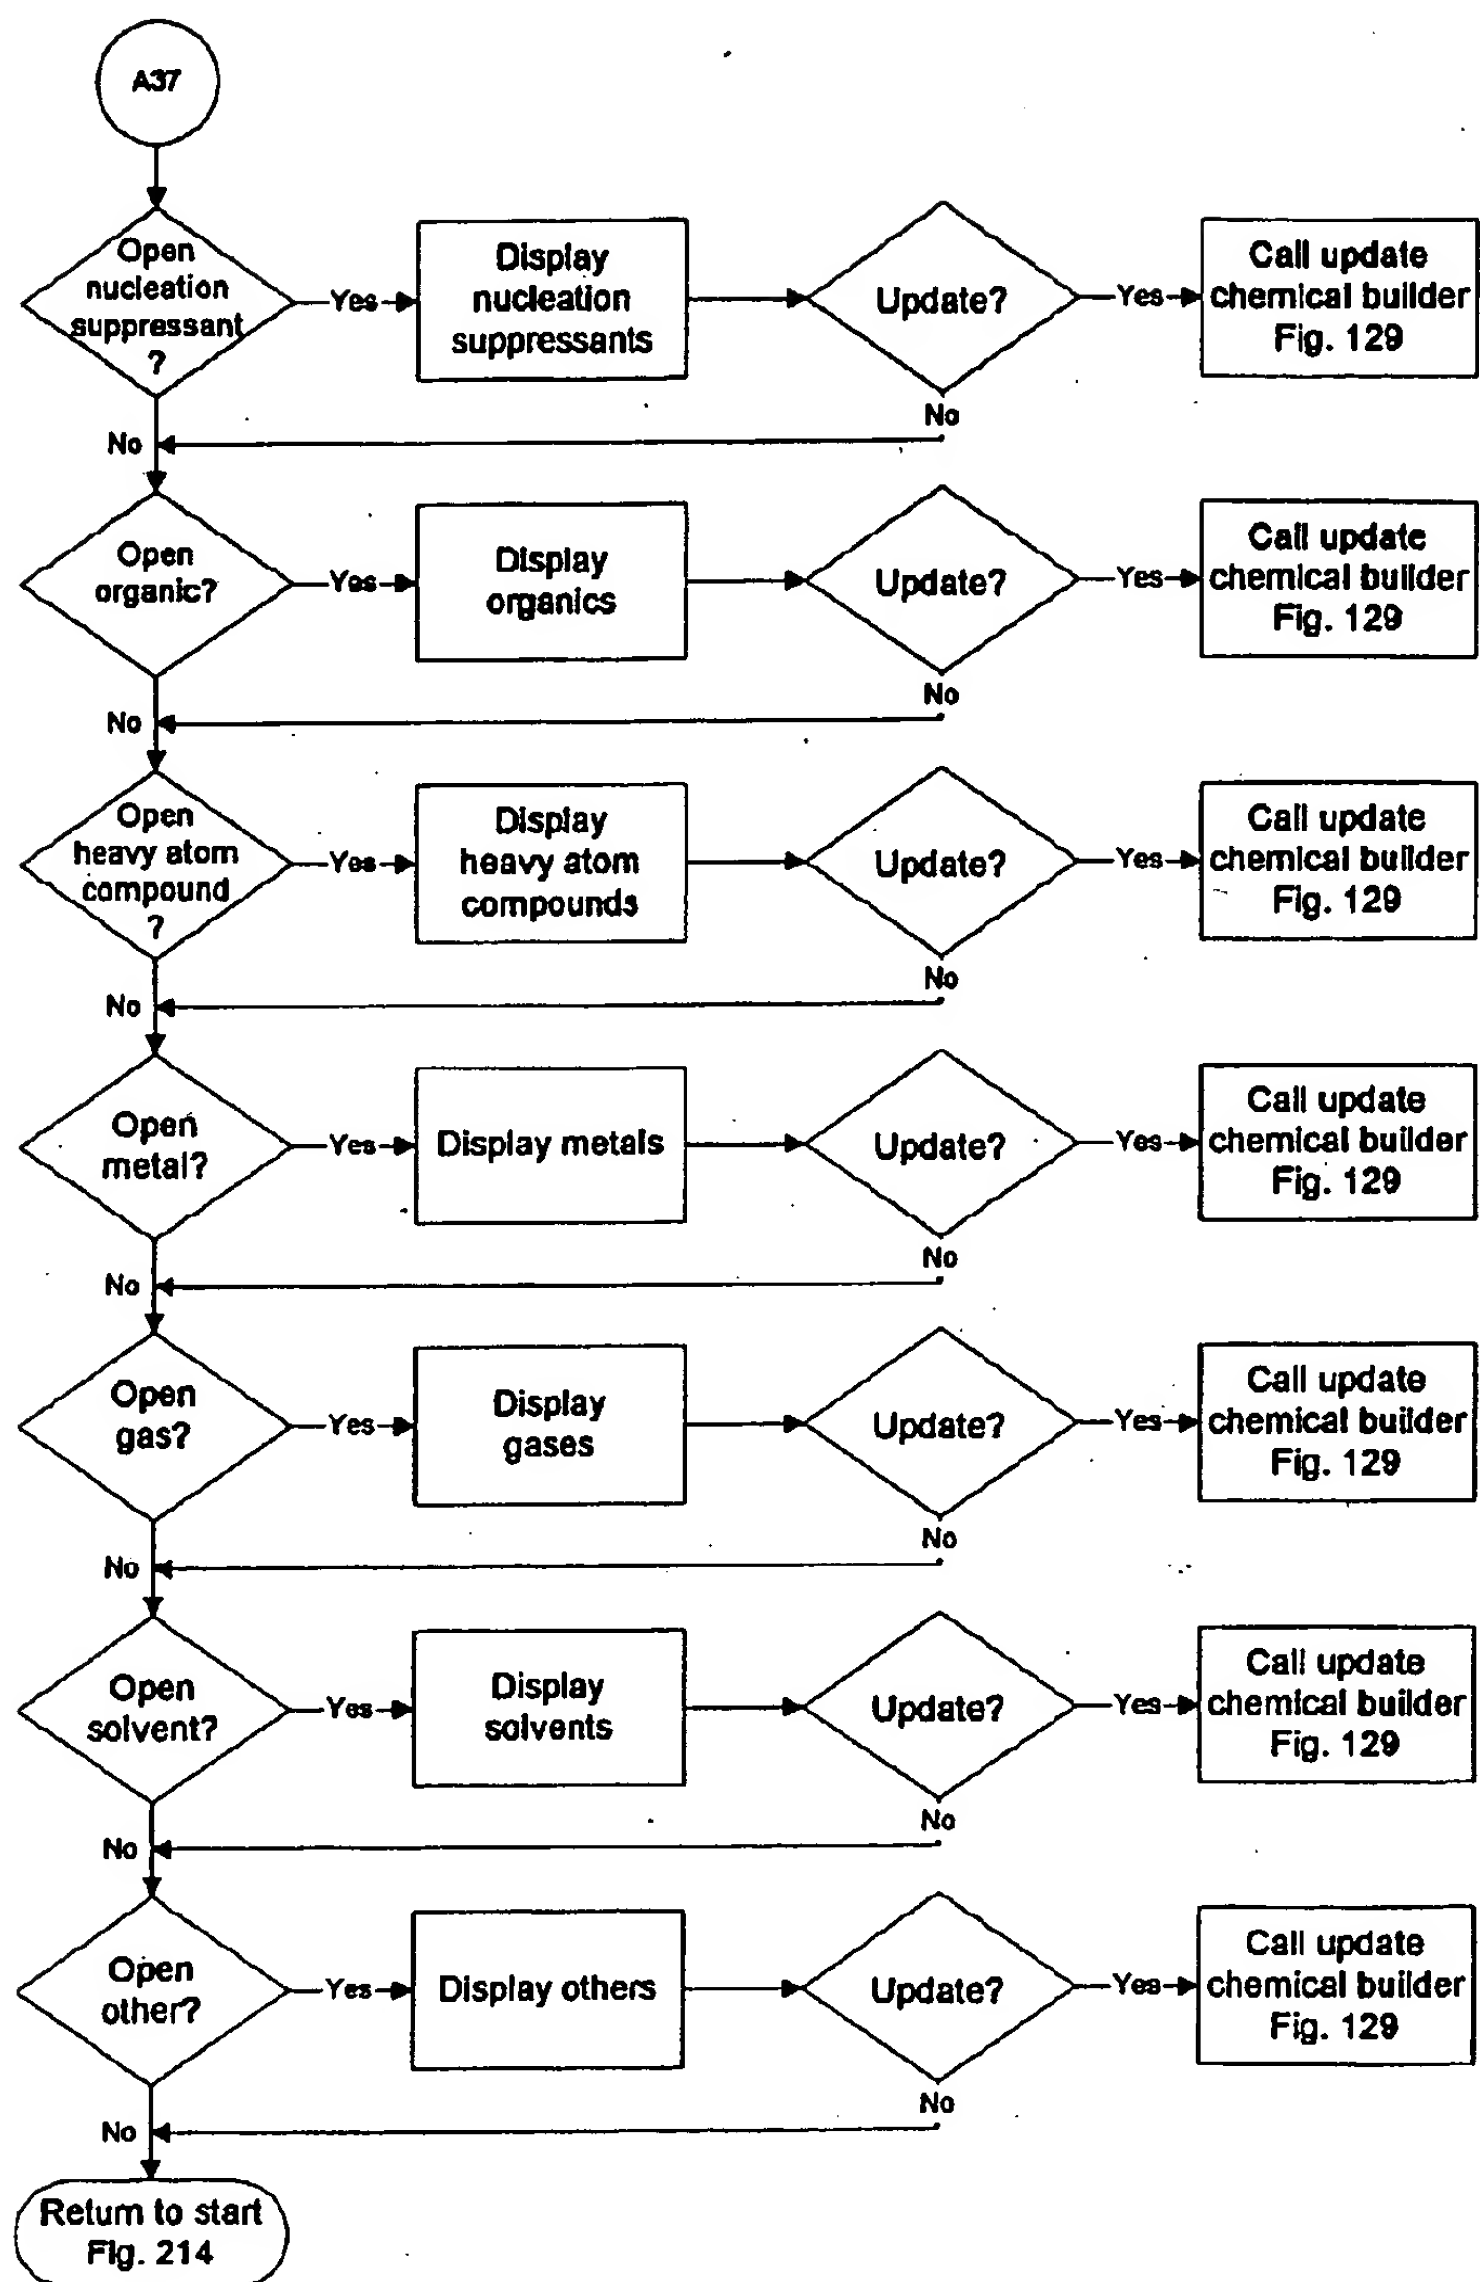 A37
Open
nucleation
suppressant
?
Yes
Display
nucleation
suppressants
Update?
Yes
Call update
chemical builder
Fig. 129
No
No
Open
organic?
Yes
Display
organics
Update?
Yes
Call update
chemical builder
Fig. 129
No
No
Open
heavy atom
compound
?
Yes
Display
heavy atom
compounds
Update?
Yes
Call update
chemical builder
Fig. 129
No
No
Open
metal?
Yes
Display metals
Update?
Yes
Call update
chemical builder
Fig. 129
No
No
Open
gas?
Yes
Display
gases
Update?
Yes
Call update
chemical builder
Fig. 129
No
No
Open
solvent?
Yes
Display
solvents
Update?
Yes
Call update
chemical builder
Fig. 129
No
No
Open
other?
Yes
Display others
Update?
Yes
Call update
chemical builder
Fig. 129
No
No
Return to start
Fig. 214